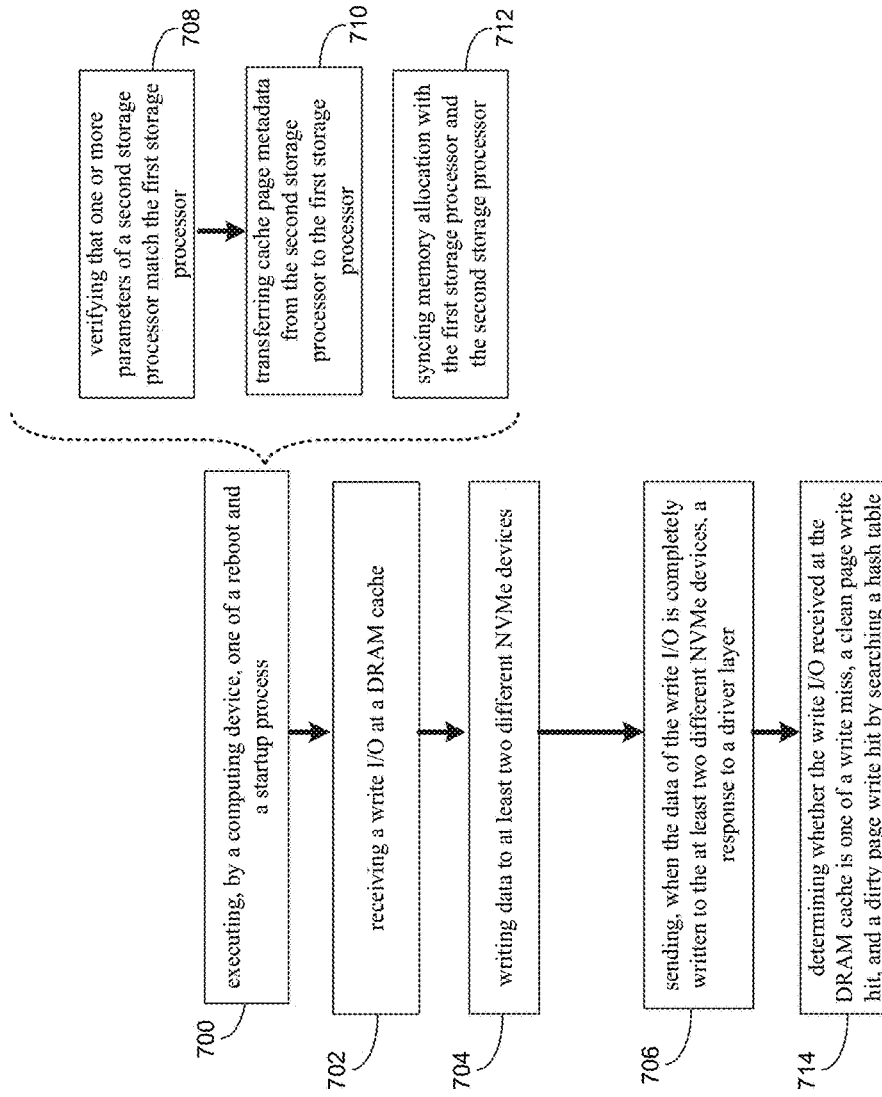 700
executing, by a computing device, one of a reboot and
a startup process
702
receiving a write I/O at a DRAM cache
704
writing data to at least two different NVMe devices
706
sending, when the data of the write I/O is completely
written to the at least two different NVMe devices, a
response to a driver layer
714
determining whether the write I/O received at the
DRAM cache is one of a write miss, a clean page write
hit, and a dirty page write hit by searching a hash table
verifying that one or more
parameters of a second storage
processor match the first storage
processor
708
transferring cache page metadata
from the second storage
processor to the first storage
processor
710
syncing memory allocation with
the first storage processor and
the second storage processor
712